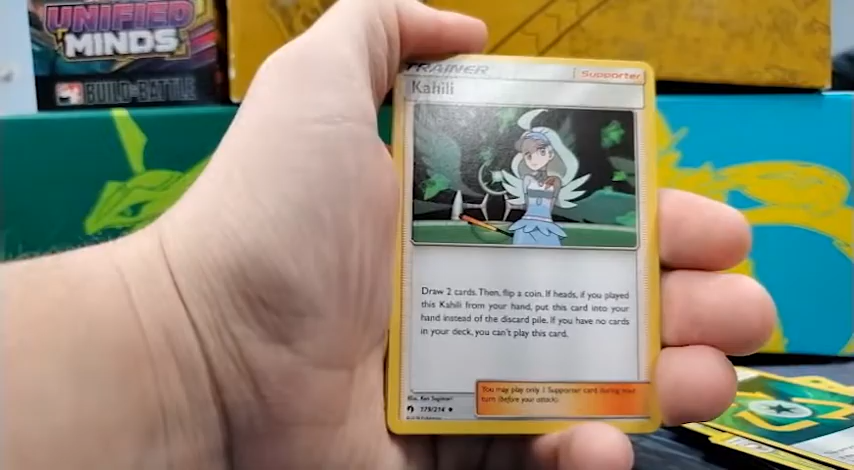 UNIFIED
MINDS
BUILD & BATTLE
TRAINER
Supporter
Kahili
Draw 2 cards. Then, flip a coin. If heads, if you played
this Kahili from your hand, put this card into your
hand instead of the discard pile. If you have no cards
in your deck, you can't play this card.
You may play only 1 Supporter card during your
turn (before your attack).
Illus. Ken Sugimori
179/214